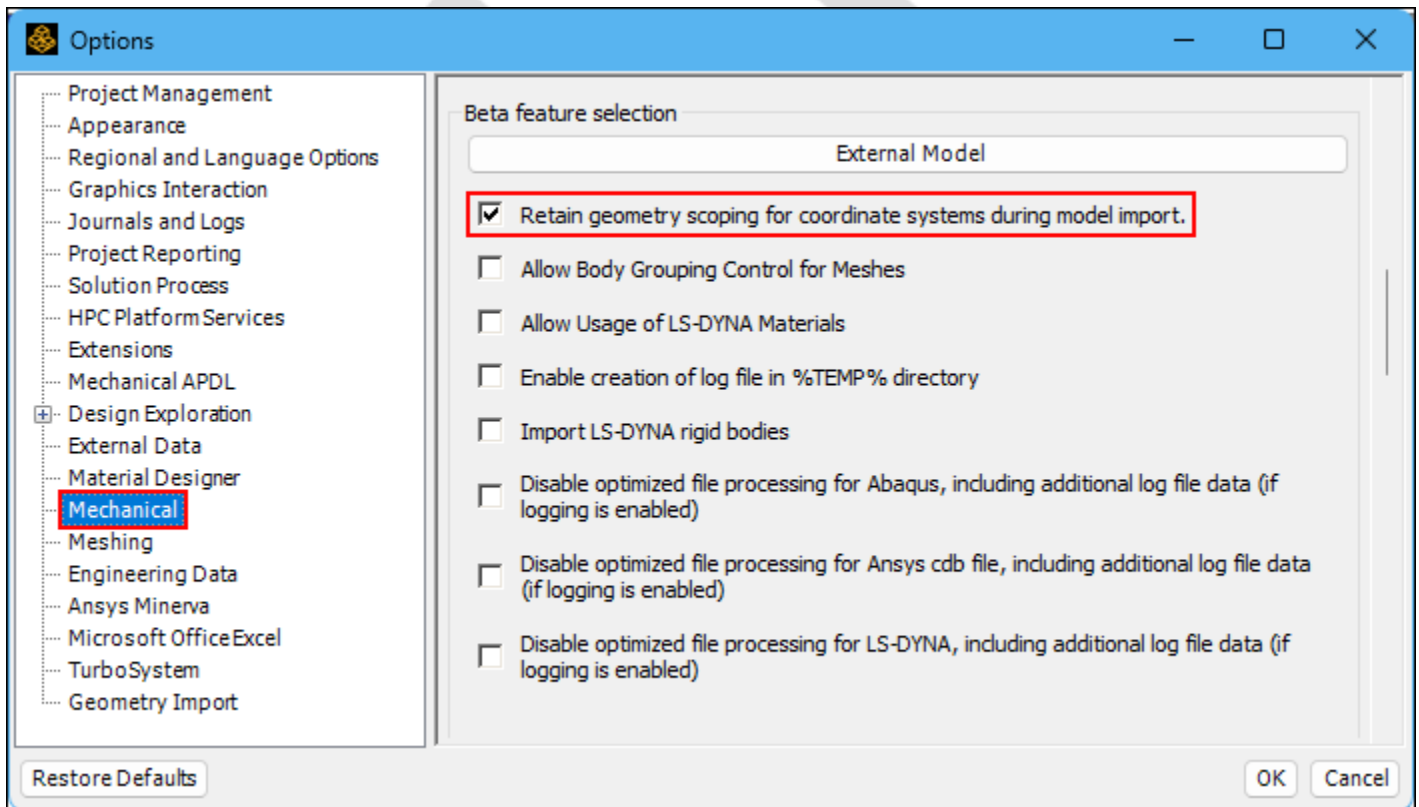 Options
Project Management
Appearance
Regional and Language Options
Graphics Interaction
Journals and Logs
Project Reporting
Solution Process
HPC Platform Services
Extensions
Mechanical APDL
Design Exploration
External Data
Material Designer
Mechanical
Meshing
Engineering Data
Ansys Minerva
Microsoft Office Excel
TurboSystem
Geometry Import
Beta feature selection
External Model
Retain geometry scoping for coordinate systems during model import.
Allow Body Grouping Control for Meshes
Allow Usage of LS-DYNA Materials
Enable creation of log file in %TEMP% directory
Import LS-DYNA rigid bodies
Disable optimized file processing for Abaqus, including additional log file data (if
logging is enabled)
Disable optimized file processing for Ansys cdb file, including additional log file data
(if logging is enabled)
Disable optimized file processing for LS-DYNA, including additional log file data (if
logging is enabled)
Restore Defaults
OK
Cancel